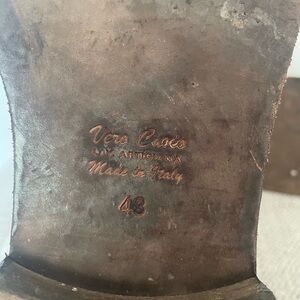 Vero Cuoio
LAV. ARTIGIANA
Made in Italy
43